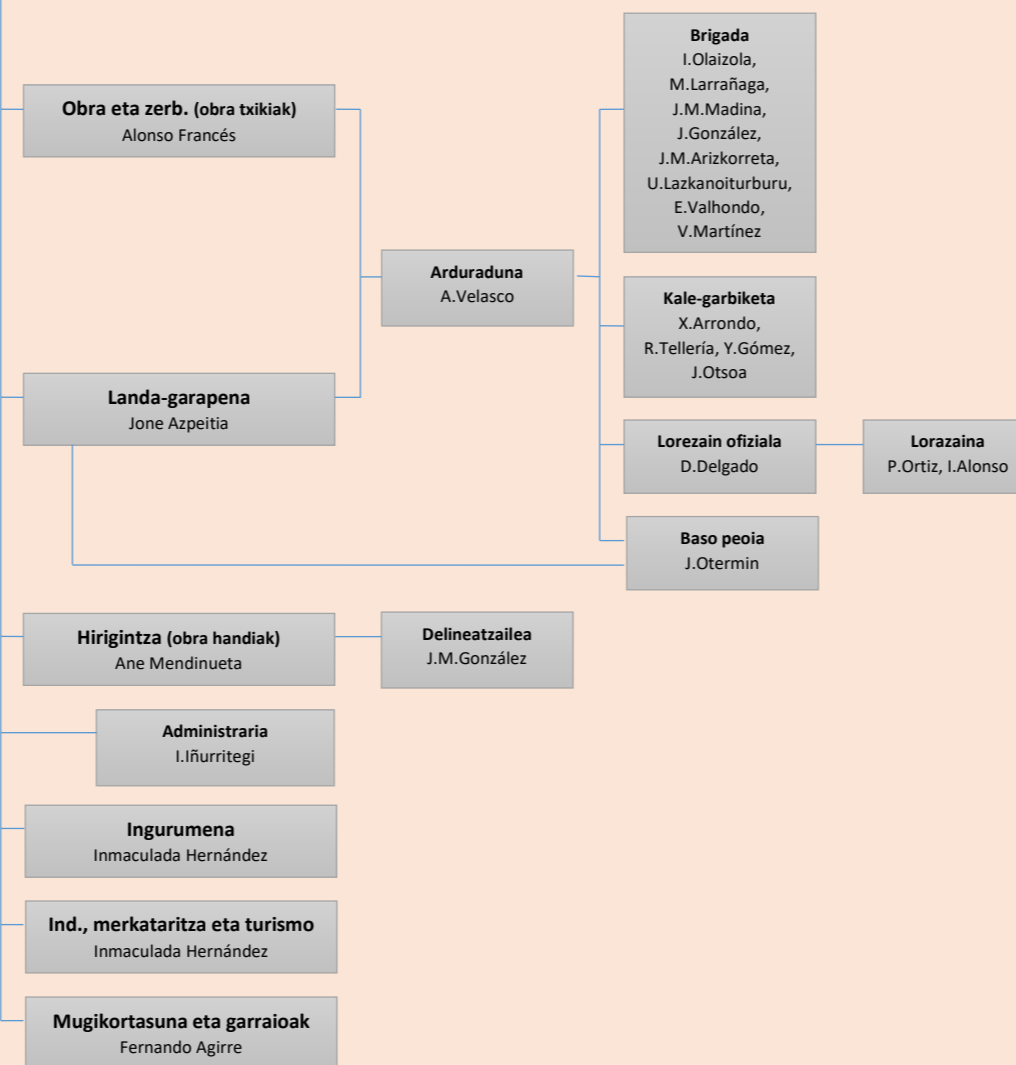 Obra eta zerb. (obra txikiak)
Alonso Francés
Landa-garapena
Jone Azpeitia
Arduraduna
A.Velasco
Brigada
I.Olaizola,
M.Larrañaga,
J.M.Madina,
J.González,
J.M.Arizkorreta,
U.Lazkanoiturburu,
E.Valhondo,
V.Martínez
Kale-garbiketa
X.Arrondo,
R.Tellería, Y.Gómez,
J.Otsoa
Lorezain ofiziala
D.Delgado
Lorazaina
P.Ortiz, I.Alonso
Baso peoia
J.Otermin
Hirigintza (obra handiak)
Ane Mendinueta
Delineatzailea
J.M.González
Administraria
I.Iñurritegi
Ingurumena
Inmaculada Hernández
Ind., merkataritza eta turismo
Inmaculada Hernández
Mugikortasuna eta garraioak
Fernando Agirre